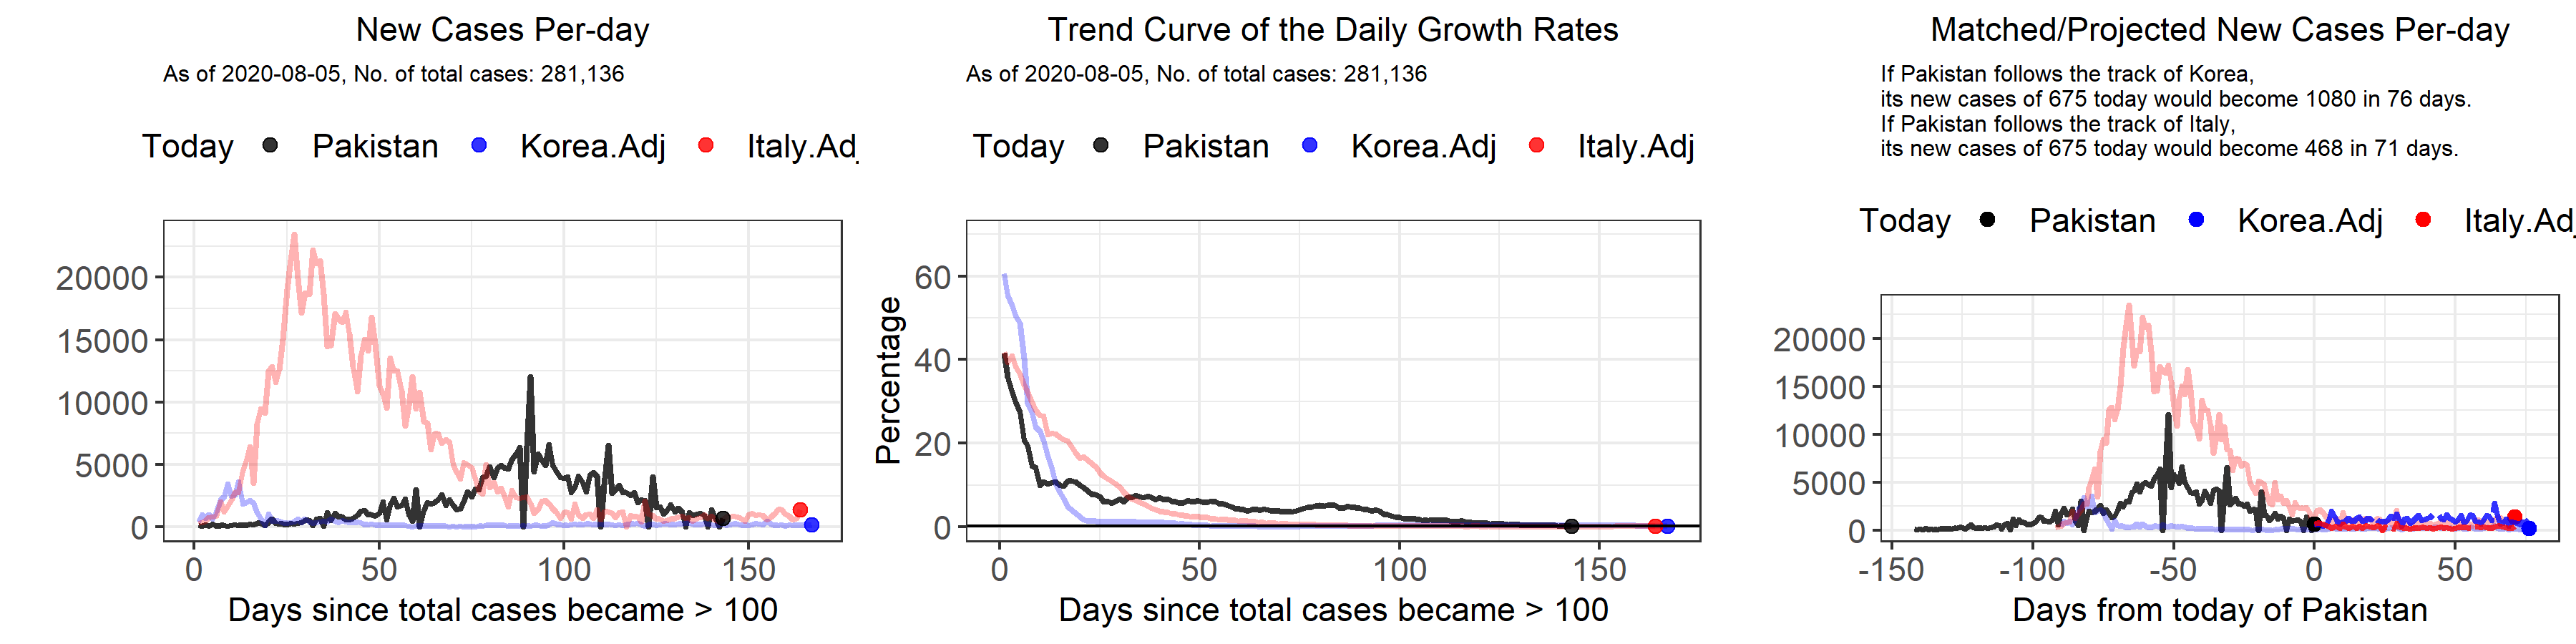 New Cases Per-day
As of 2020-08-05, No. of total cases: 281,136
Today Pakistan Korea.Adj Italy.Ad
20000
15000
10000
5000
0
0 50 100 150
Days since total cases became > 100
Trend Curve of the Daily Growth Rates
As of 2020-08-05, No. of total cases: 281,136
Today Pakistan Korea.Adj Italy.Adj
Percentage
60
40
20
0
0 50 100 150
Days since total cases became > 100
Matched/Projected New Cases Per-day
If Pakistan follows the track of Korea,
its new cases of 675 today would become 1080 in 76 days.
If Pakistan follows the track of Italy,
its new cases of 675 today would become 468 in 71 days.
Today Pakistan Korea.Adj Italy.Adj
20000
15000
10000
5000
0
-150 -100 -50 0 50
Days from today of Pakistan